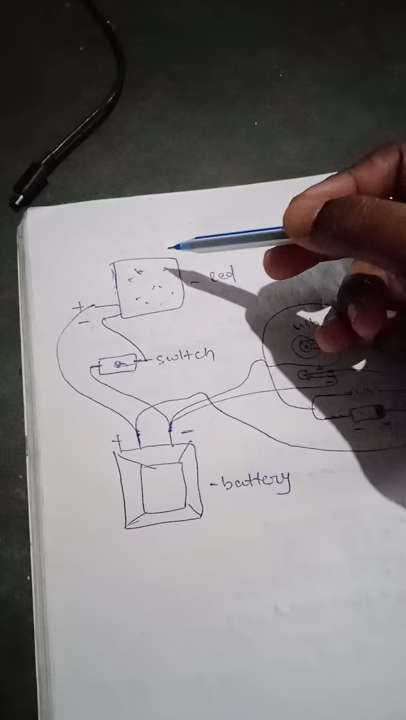 - led
+
-
- switch
+ -
- battery